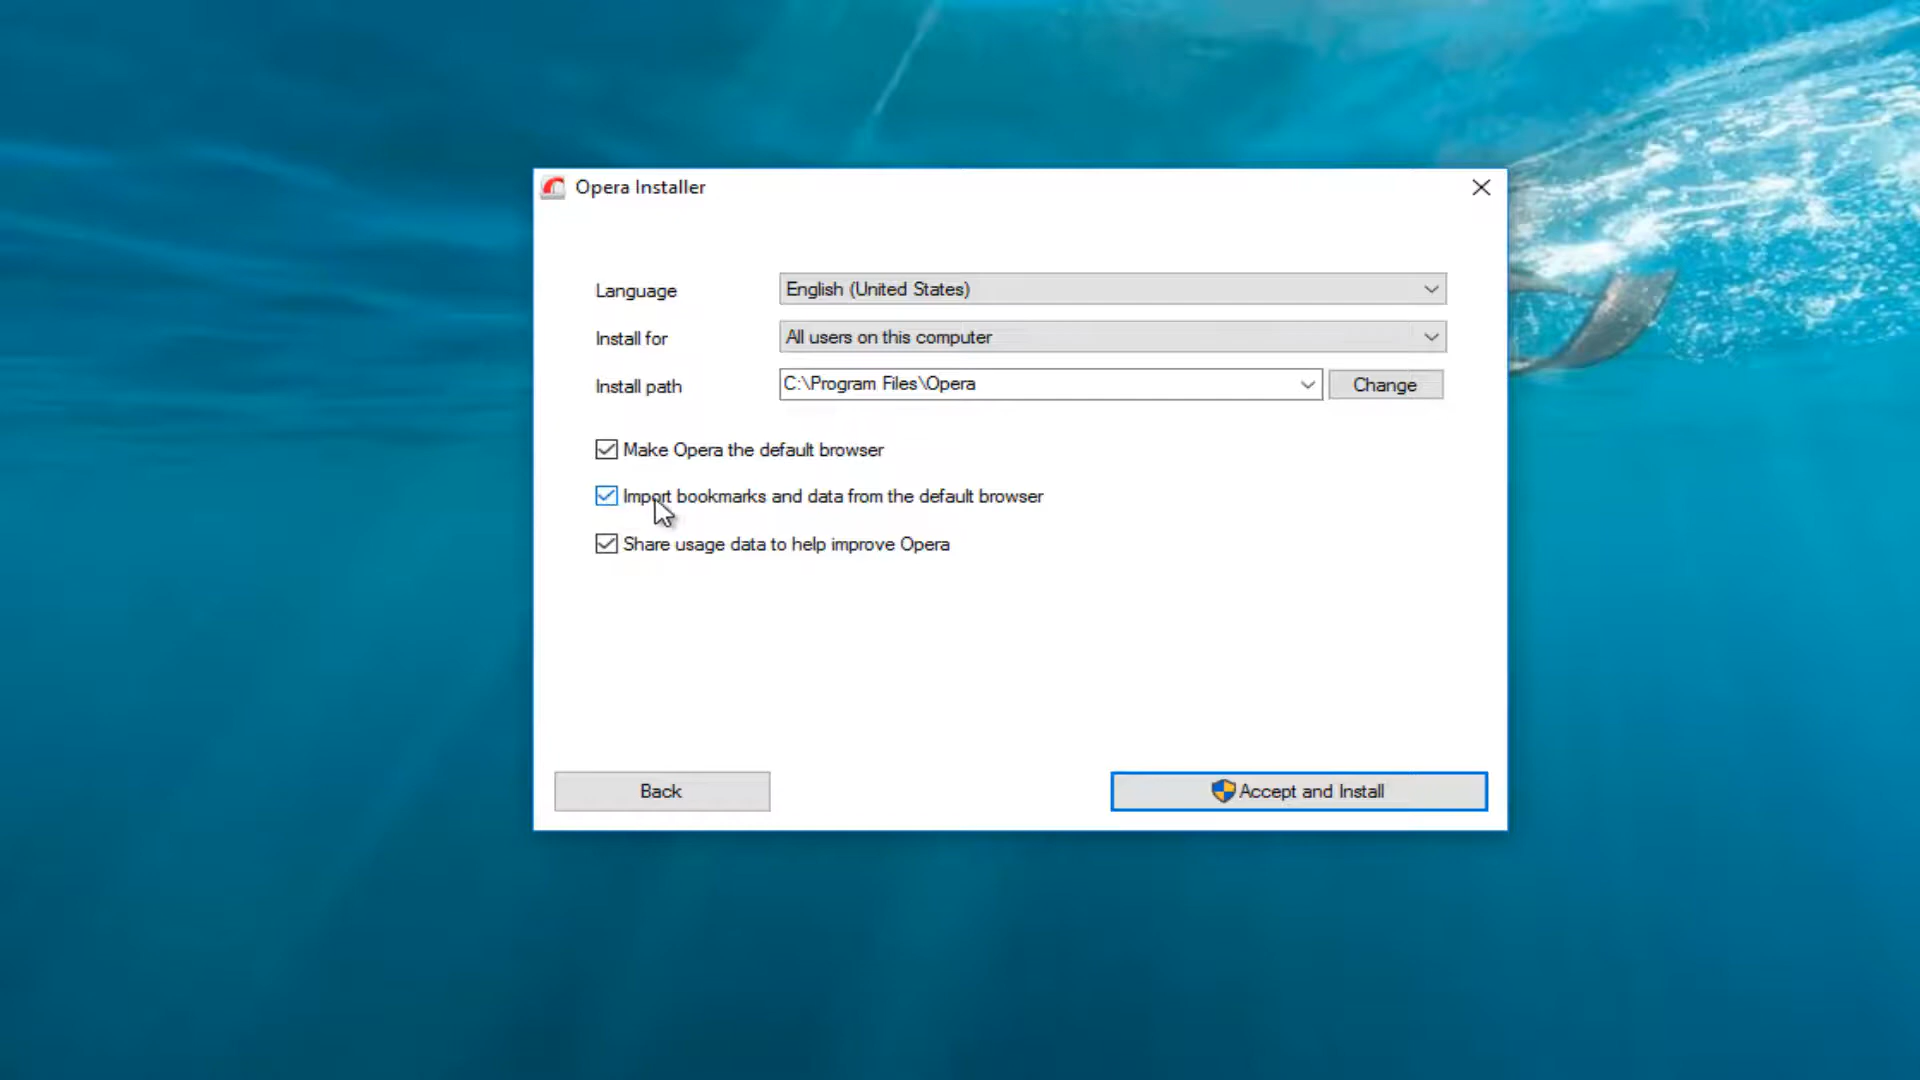 Opera Installer
Language
English (United States)
Install for
All users on this computer
Install path
C:\Program Files\Opera
Change
Make Opera the default browser
Import bookmarks and data from the default browser
Share usage data to help improve Opera
Back
Accept and Install